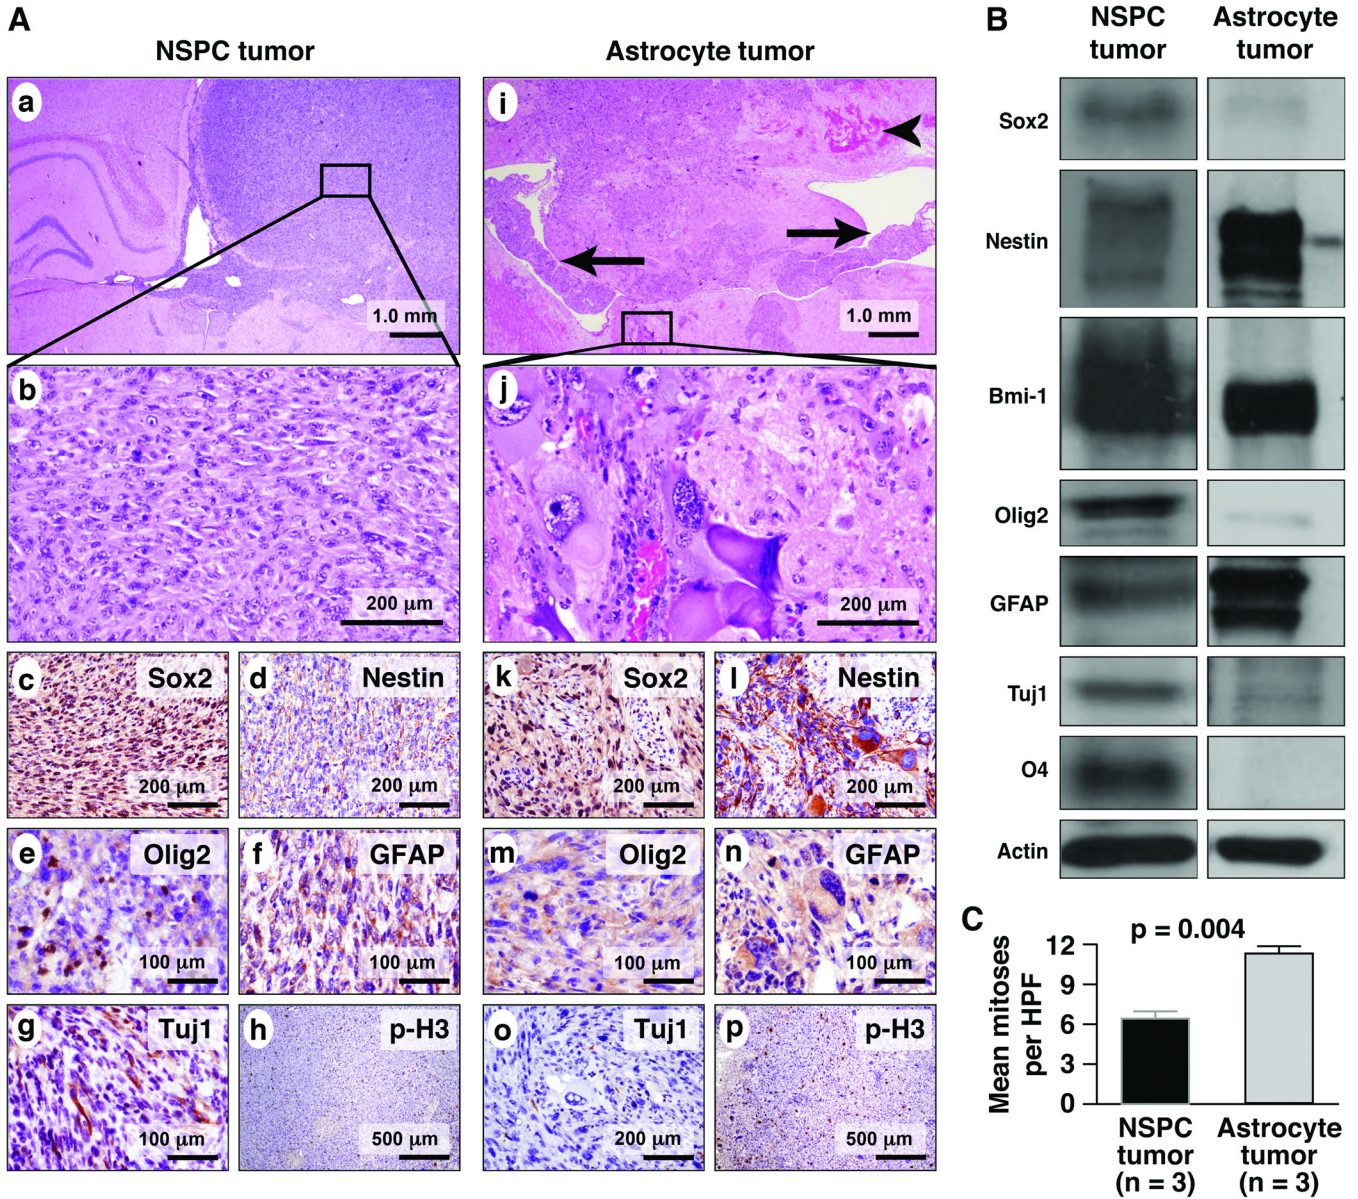 A
NSPC tumor
Astrocyte tumor
a
1.0 mm
i
1.0 mm
b
200 μm
j
200 μm
c
Sox2
200 μm
d
Nestin
200 μm
k
Sox2
200 μm
l
Nestin
200 μm
e
Olig2
100 μm
f
GFAP
100 μm
m
Olig2
100 μm
n
GFAP
100 μm
g
Tuj1
100 μm
h
p-H3
500 μm
o
Tuj1
200 μm
p
p-H3
500 μm
B
NSPC
tumor
Astrocyte
tumor
Sox2
Nestin
Bmi-1
Olig2
GFAP
Tuj1
O4
Actin
C
p = 0.004
Mean mitoses
per HPF
12
9
6
3
0
NSPC
tumor
(n = 3)
Astrocyte
tumor
(n = 3)